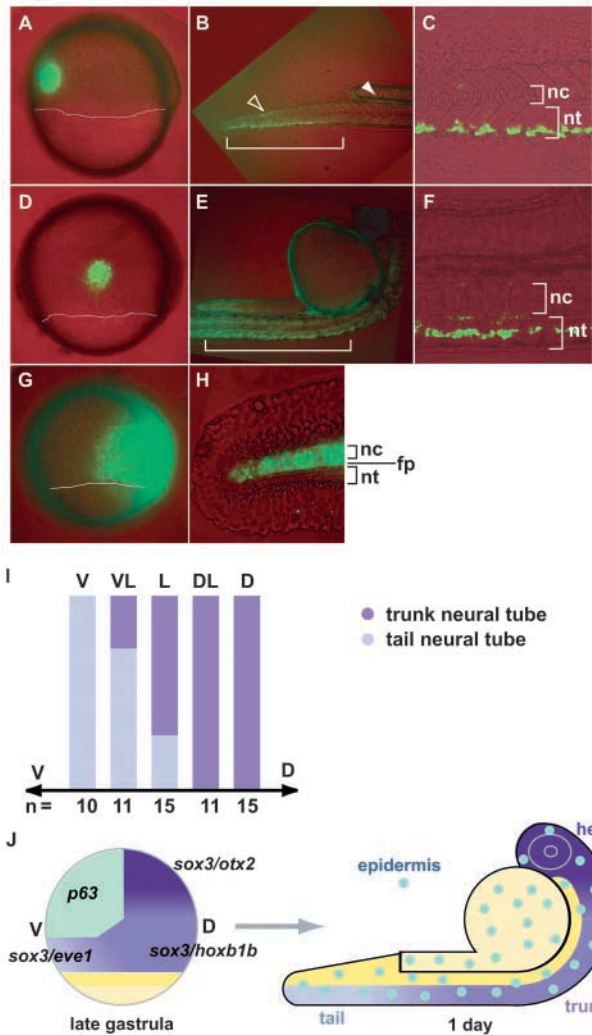 A B C
nc
nt
D E F
nc
nt
G H
nc
fp
nt
I
V VL L DL D
trunk neural tube
tail neural tube
V D
n = 10 11 15 11 15
J
p63
sox3/otx2
V D
sox3/eve1
sox3/hoxb1b
late gastrula
epidermis
tail
1 day